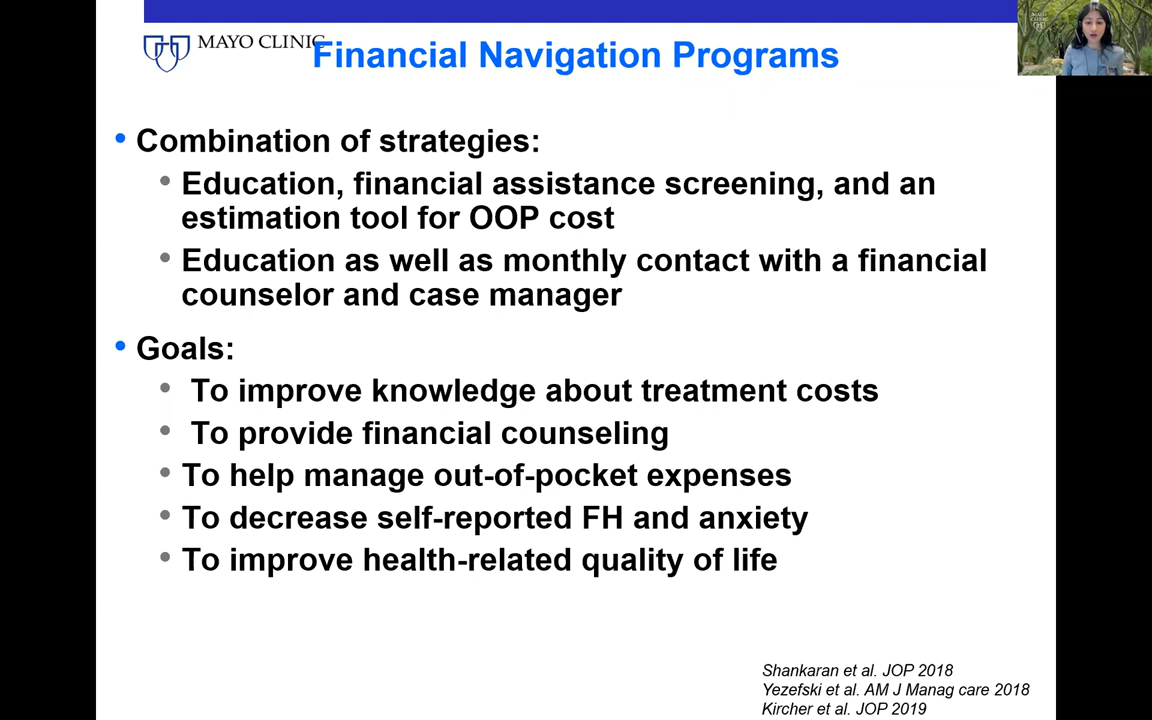 MAYO CLINIC
Financial Navigation Programs
• Combination of strategies:
• Education, financial assistance screening, and an
estimation tool for OOP cost
• Education as well as monthly contact with a financial
counselor and case manager
• Goals:
• To improve knowledge about treatment costs
• To provide financial counseling
• To help manage out-of-pocket expenses
• To decrease self-reported FH and anxiety
• To improve health-related quality of life
Shankaran et al. JOP 2018
Yezefski et al. AM J Manag care 2018
Kircher et al. JOP 2019